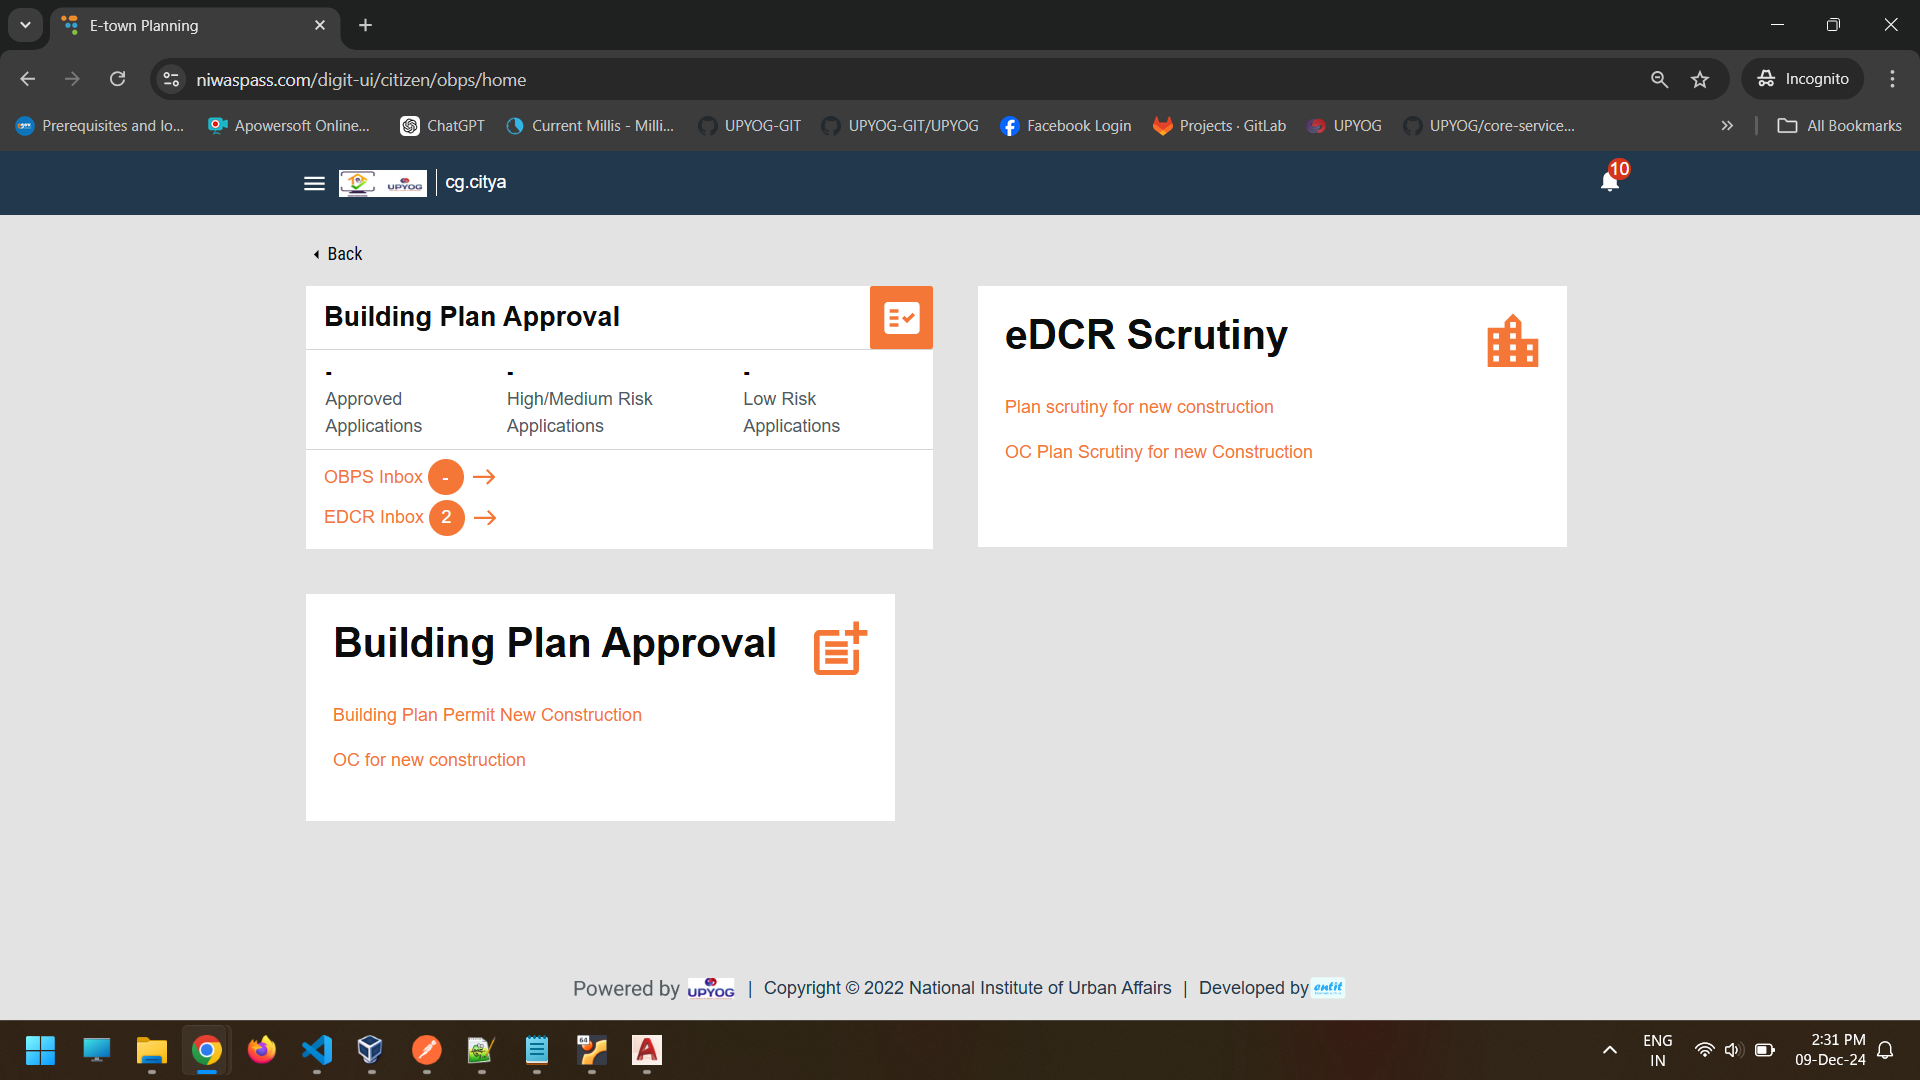 E-town Planning
niwaspass.com/digit-ui/citizen/obps/home
Incognito
Prerequisites and lo...
Apowersoft Online...
ChatGPT
Current Millis - Milli...
UPYOG-GIT
UPYOG-GIT/UPYOG
Facebook Login
Projects · GitLab
UPYOG
UPYOG/core-service...
All Bookmarks
UPYOG
cg.citya
10
Back
Building Plan Approval
- - -
Approved High/Medium Risk Low Risk
Applications Applications Applications
OBPS Inbox -
EDCR Inbox 2
eDCR Scrutiny
Plan scrutiny for new construction
OC Plan Scrutiny for new Construction
Building Plan Approval
Building Plan Permit New Construction
OC for new construction
Powered by UPYOG | Copyright © 2022 National Institute of Urban Affairs | Developed by
64
A
ENG
IN
2:31 PM
09-Dec-24